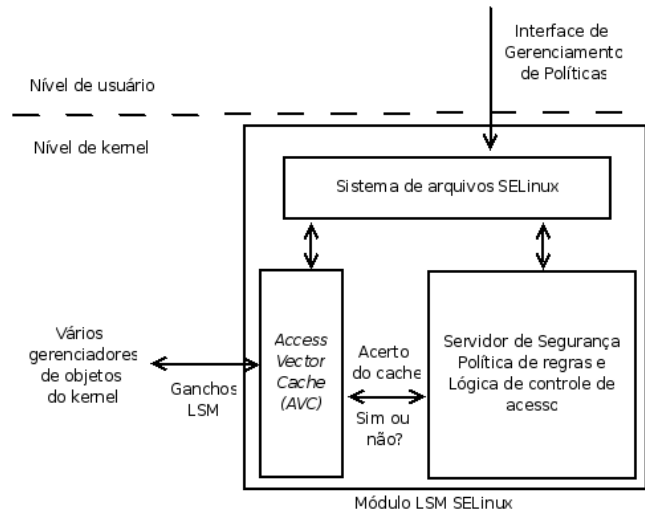 Interface de
Gerenciamento
de Políticas
Nível de usuário
Nível de kernel
Sistema de arquivos SELinux
Vários
gerenciadores
de objetos
do kernel
Ganchos
LSM
Access
Vector
Cache
(AVC)
Acerto
do cache
Sim ou
não?
Servidor de Segurança
Política de regras e
Lógica de controle de
acesso
Módulo LSM SELinux